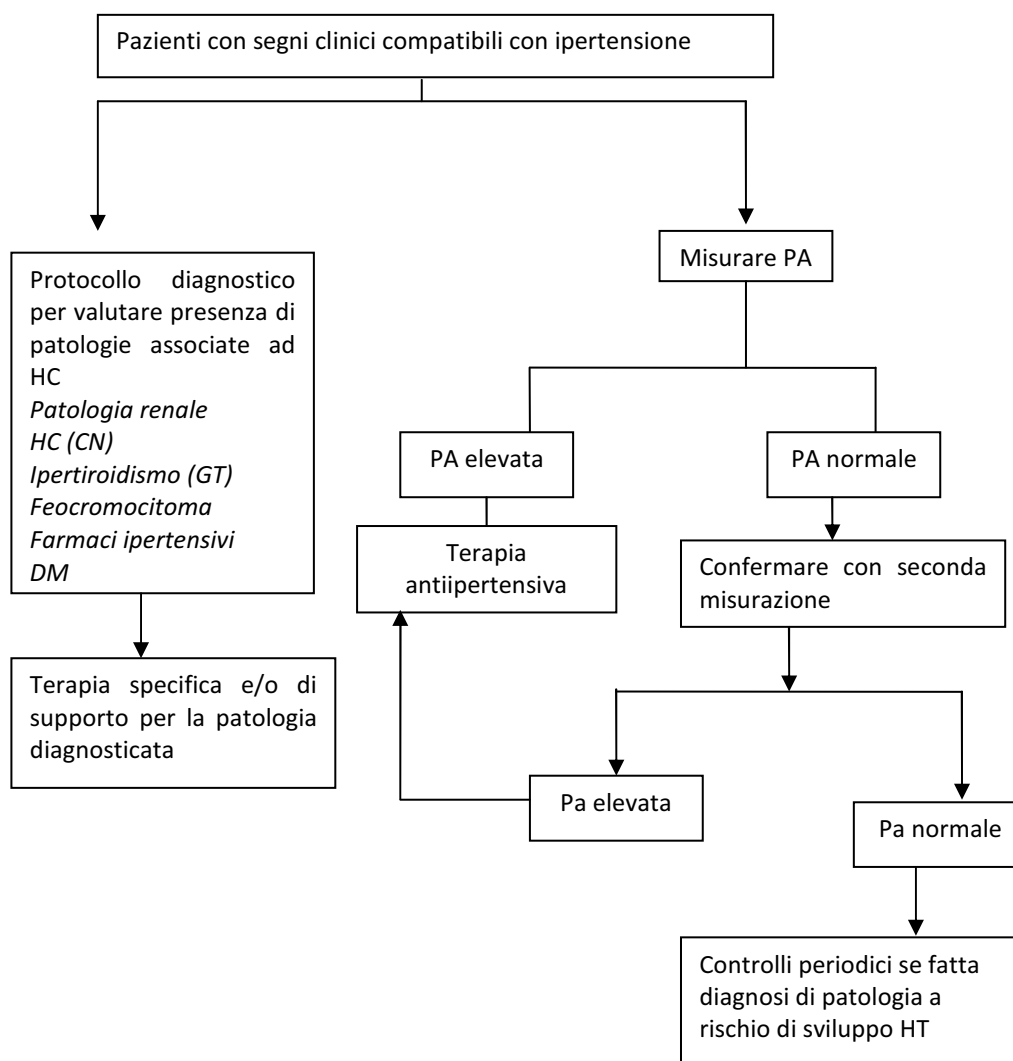 Pazienti con segni clinici compatibili con ipertensione
Protocollo diagnostico
per valutare presenza di
patologie associate ad
HC
Patologia renale
HC (CN)
Ipertiroidismo (GT)
Feocromocitoma
Farmaci ipertensivi
DM
Terapia specifica e/o di
supporto per la patologia
diagnosticata
Misurare PA
PA elevata
PA normale
Terapia
antiipertensiva
Confermare con seconda
misurazione
Pa elevata
Pa normale
Controlli periodici se fatta
diagnosi di patologia a
rischio di sviluppo HT